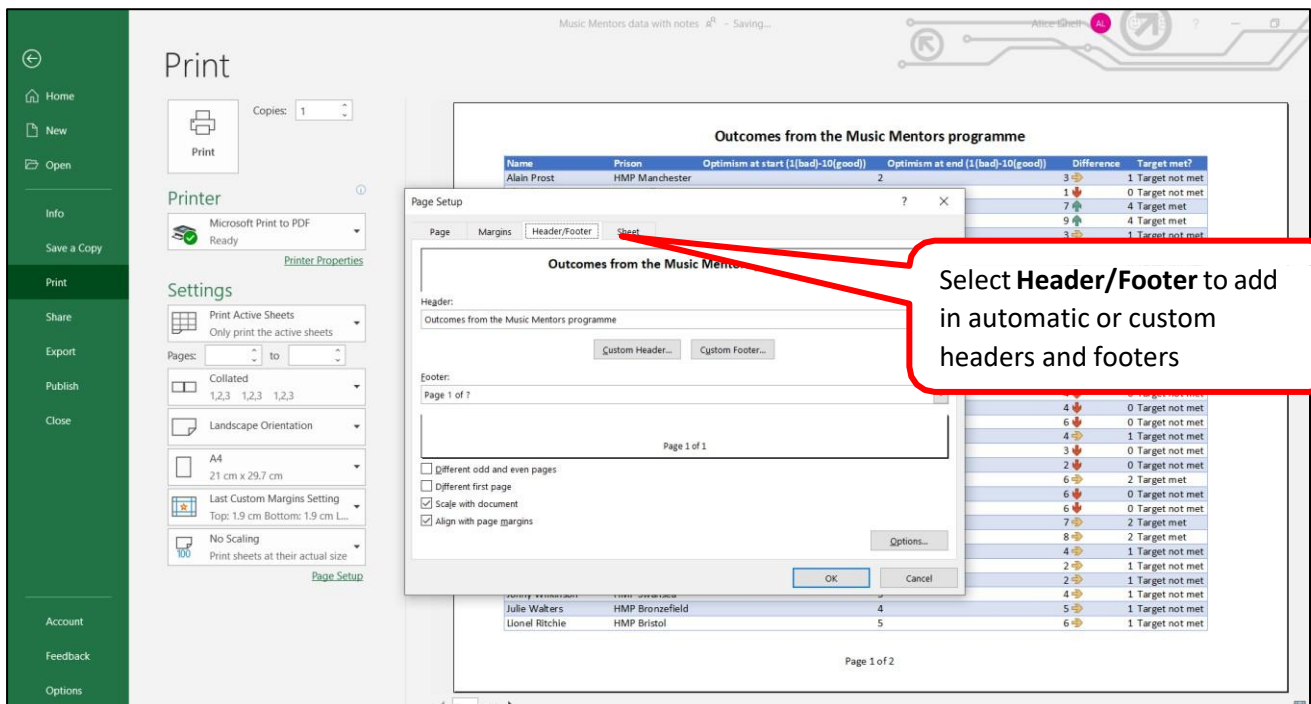 Music Mentors data with notes - Saving...
Alice Ghell AL ?
Print
Home
New
Open
Info
Save a Copy
Print
Share
Export
Publish
Close
Account
Feedback
Options
Print
Copies: 1
Printer
Microsoft Print to PDF
Ready
Printer Properties
Settings
Print Active Sheets
Only print the active sheets
Pages: to
Collated
1,2,3 1,2,3 1,2,3
Landscape Orientation
A4
21 cm x 29.7 cm
Last Custom Margins Setting
Top: 1.9 cm Bottom: 1.9 cm L...
No Scaling
100 Print sheets at their actual size
Page Setup
Outcomes from the Music Mentors programme
Name Prison Optimism at start (1(bad)-10(good)) Optimism at end (1(bad)-10(good)) Difference Target met?
Alain Prost HMP Manchester 2 3 1 Target not met
1 0 Target not met
7 4 Target met
9 4 Target met
3 1 Target not met
Page Setup ? ×
Page Margins Header/Footer Sheet
Outcomes from the Music
Header:
Outcomes from the Music Mentors programme
Custom Header... Custom Footer...
Footer:
Page 1 of ?
Page 1 of 1
Different odd and even pages
Different first page
Scale with document
Align with page margins
Options...
OK Cancel
Select Header/Footer to add
in automatic or custom
headers and footers
4 0 Target not met
6 0 Target not met
4 1 Target not met
3 0 Target not met
2 0 Target not met
6 2 Target met
6 0 Target not met
6 0 Target not met
7 2 Target met
8 2 Target met
4 1 Target not met
2 1 Target not met
2 1 Target not met
4 1 Target not met
Julie Walters HMP Bronzefield 4 5 1 Target not met
Lionel Ritchie HMP Bristol 5 6 1 Target not met
Page 1 of 2